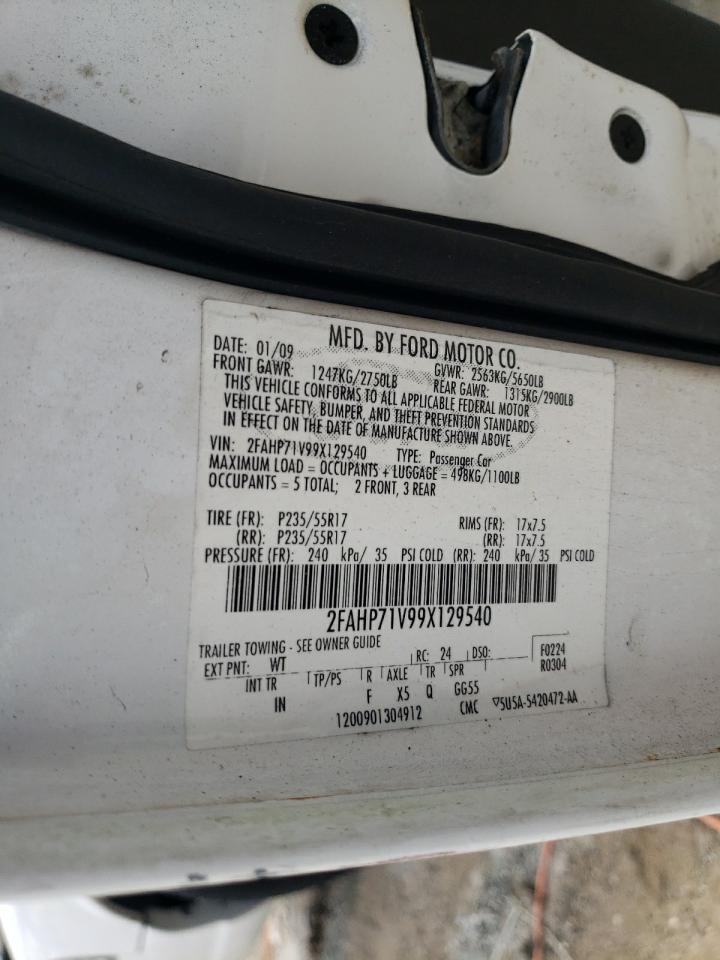 MFD. BY FORD MOTOR CO.
DATE: 01/09 GVWR: 2563KG/5650LB
FRONT GAWR: 1247KG/2750LB REAR GAWR: 1315KG/2900LB
THIS VEHICLE CONFORMS TO ALL APPLICABLE FEDERAL MOTOR
VEHICLE SAFETY, BUMPER, AND THEFT PREVENTION STANDARDS
IN EFFECT ON THE DATE OF MANUFACTURE SHOWN ABOVE.
VIN: 2FAHP71V99X129540 TYPE: Passenger Car
MAXIMUM LOAD = OCCUPANTS + LUGGAGE = 498KG/1100LB
OCCUPANTS = 5 TOTAL; 2 FRONT, 3 REAR
TIRE (FR): P235/55R17 RIMS (FR): 17x7.5
(RR): P235/55R17 (RR): 17x7.5
PRESSURE (FR): 240 kPa/ 35 PSI COLD (RR): 240 kPa/ 35 PSI COLD
2FAHP71V99X129540
TRAILER TOWING - SEE OWNER GUIDE
EXT PNT: WT RC: 24 DSO: F0224
R0304
INT TR TP/PS R AXLE TR SPR
IN F X5 Q GG55
1200901304912 CMC ▽5U5A-5420472-AA